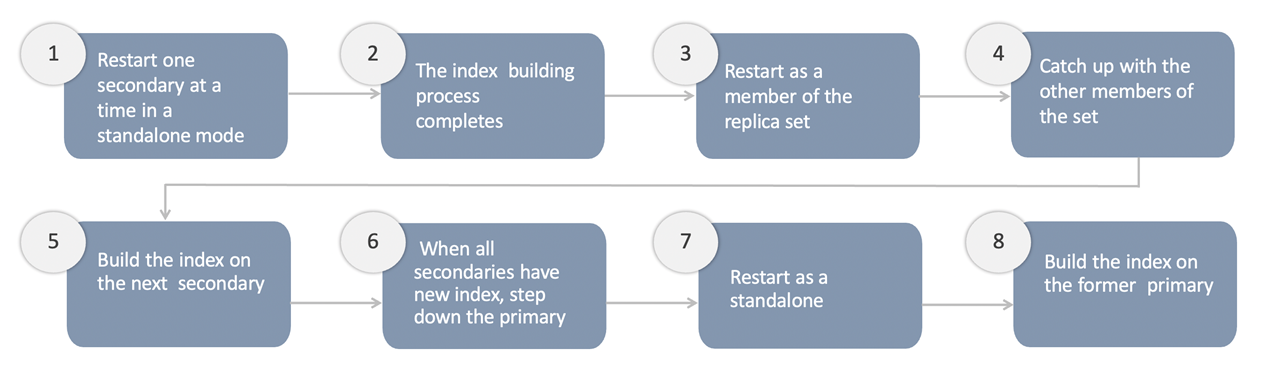 1
Restart one
secondary at a
time in a
standalone mode
2
The index building
process
completes
3
Restart as a
member of the
replica set
4
Catch up with the
other members of
the set
5
Build the index on
the next secondary
6
When all
secondaries have
new index, step
down the primary
7
Restart as a
standalone
8
Build the index on
the former primary